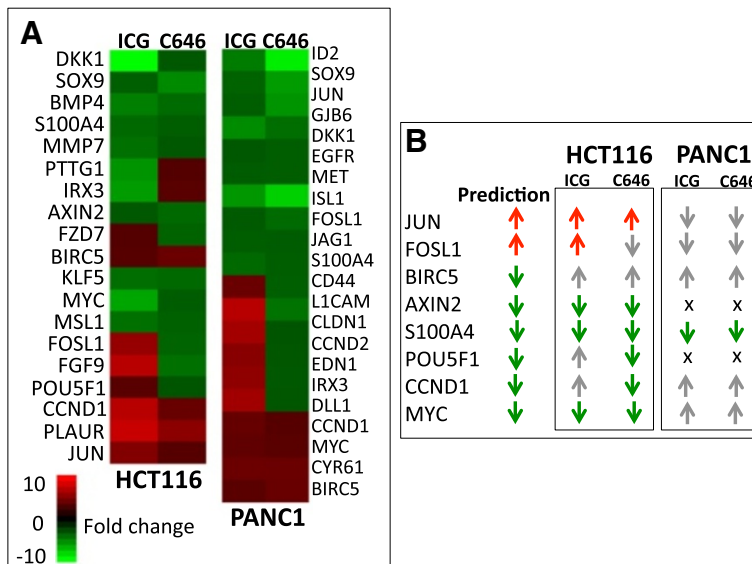 A
ICG C646 ICG C646
DKK1
SOX9
BMP4
S100A4
MMP7
PTTG1
IRX3
AXIN2
FZD7
BIRC5
KLF5
MYC
MSL1
FOSL1
FGF9
POU5F1
CCND1
PLAUR
JUN
HCT116
ID2
SOX9
JUN
GJB6
DKK1
EGFR
MET
ISL1
FOSL1
JAG1
S100A4
CD44
L1CAM
CLDN1
CCND2
EDN1
IRX3
DLL1
CCND1
MYC
CYR61
BIRC5
PANC1
10
0
-10
Fold change
B
HCT116 PANC1
Prediction ICG C646 ICG C646
JUN
FOSL1
BIRC5
AXIN2 x x
S100A4
POU5F1 x x
CCND1
MYC